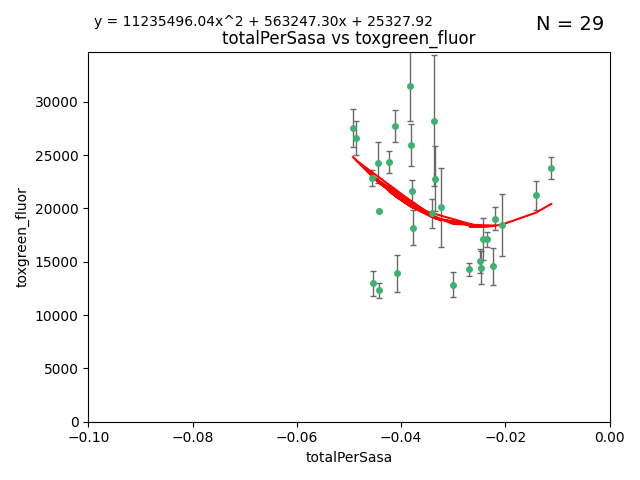 y = 11235496.04x^2 + 563247.30x + 25327.92
N = 29
totalPerSasa vs toxgreen_fluor
30000
25000
20000
15000
10000
5000
0
toxgreen_fluor
−0.10 −0.08 −0.06 −0.04 −0.02 0.00
totalPerSasa